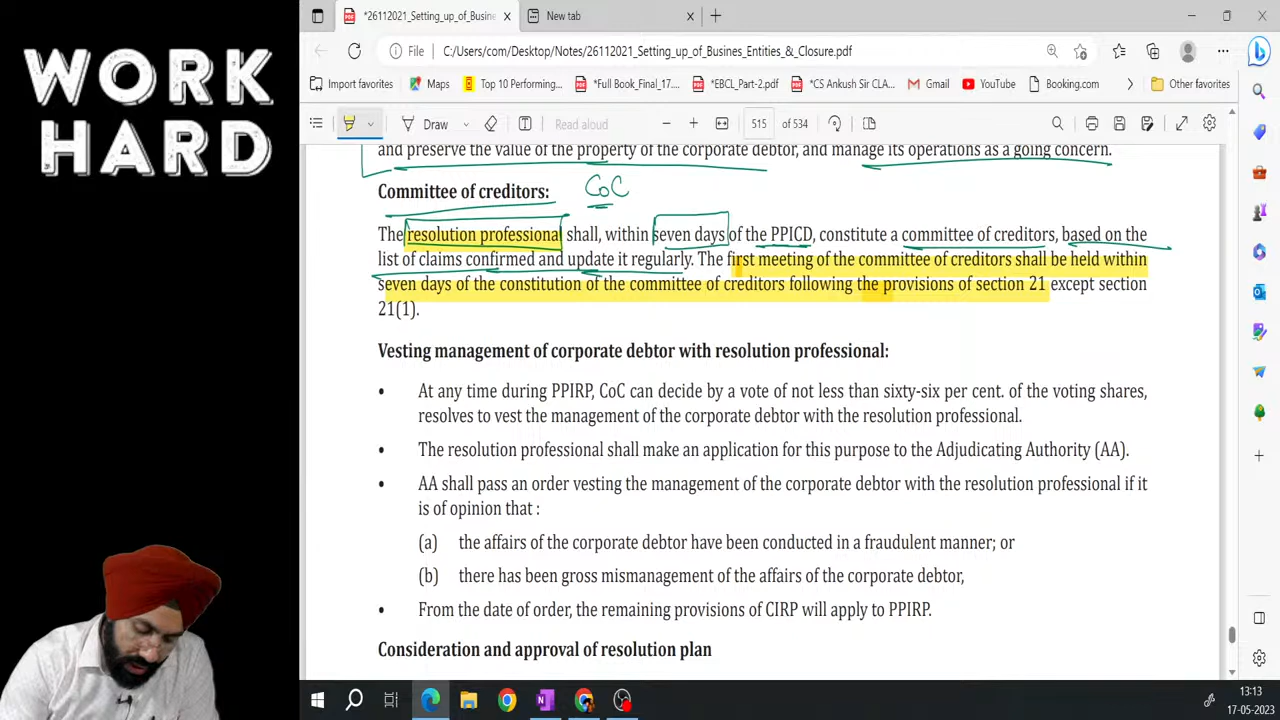 WORK
HARD
*26112021_Setting_up_of_Busines
New tab
File
C:/Users/com/Desktop/Notes/26112021_Setting_up_of_Busines_Entities_&_Closure.pdf
Import favorites
Maps
Top 10 Performing...
*Full Book_Final_17....
*EBCL_Part-2.pdf
*CS Ankush Sir CLA...
Gmail
YouTube
Booking.com
Other favorites
Draw
Read aloud
515
of 534
and preserve the value of the property of the corporate debtor, and manage its operations as a going concern.
Committee of creditors:
CoC
The resolution professional shall, within seven days of the PPICD, constitute a committee of creditors, based on the
list of claims confirmed and update it regularly. The first meeting of the committee of creditors shall be held within
seven days of the constitution of the committee of creditors following the provisions of section 21 except section
21(1).
Vesting management of corporate debtor with resolution professional:
• At any time during PPIRP, CoC can decide by a vote of not less than sixty-six per cent. of the voting shares,
resolves to vest the management of the corporate debtor with the resolution professional.
• The resolution professional shall make an application for this purpose to the Adjudicating Authority (AA).
• AA shall pass an order vesting the management of the corporate debtor with the resolution professional if it
is of opinion that :
(a) the affairs of the corporate debtor have been conducted in a fraudulent manner; or
(b) there has been gross mismanagement of the affairs of the corporate debtor,
• From the date of order, the remaining provisions of CIRP will apply to PPIRP.
Consideration and approval of resolution plan
13:13
17-05-2023